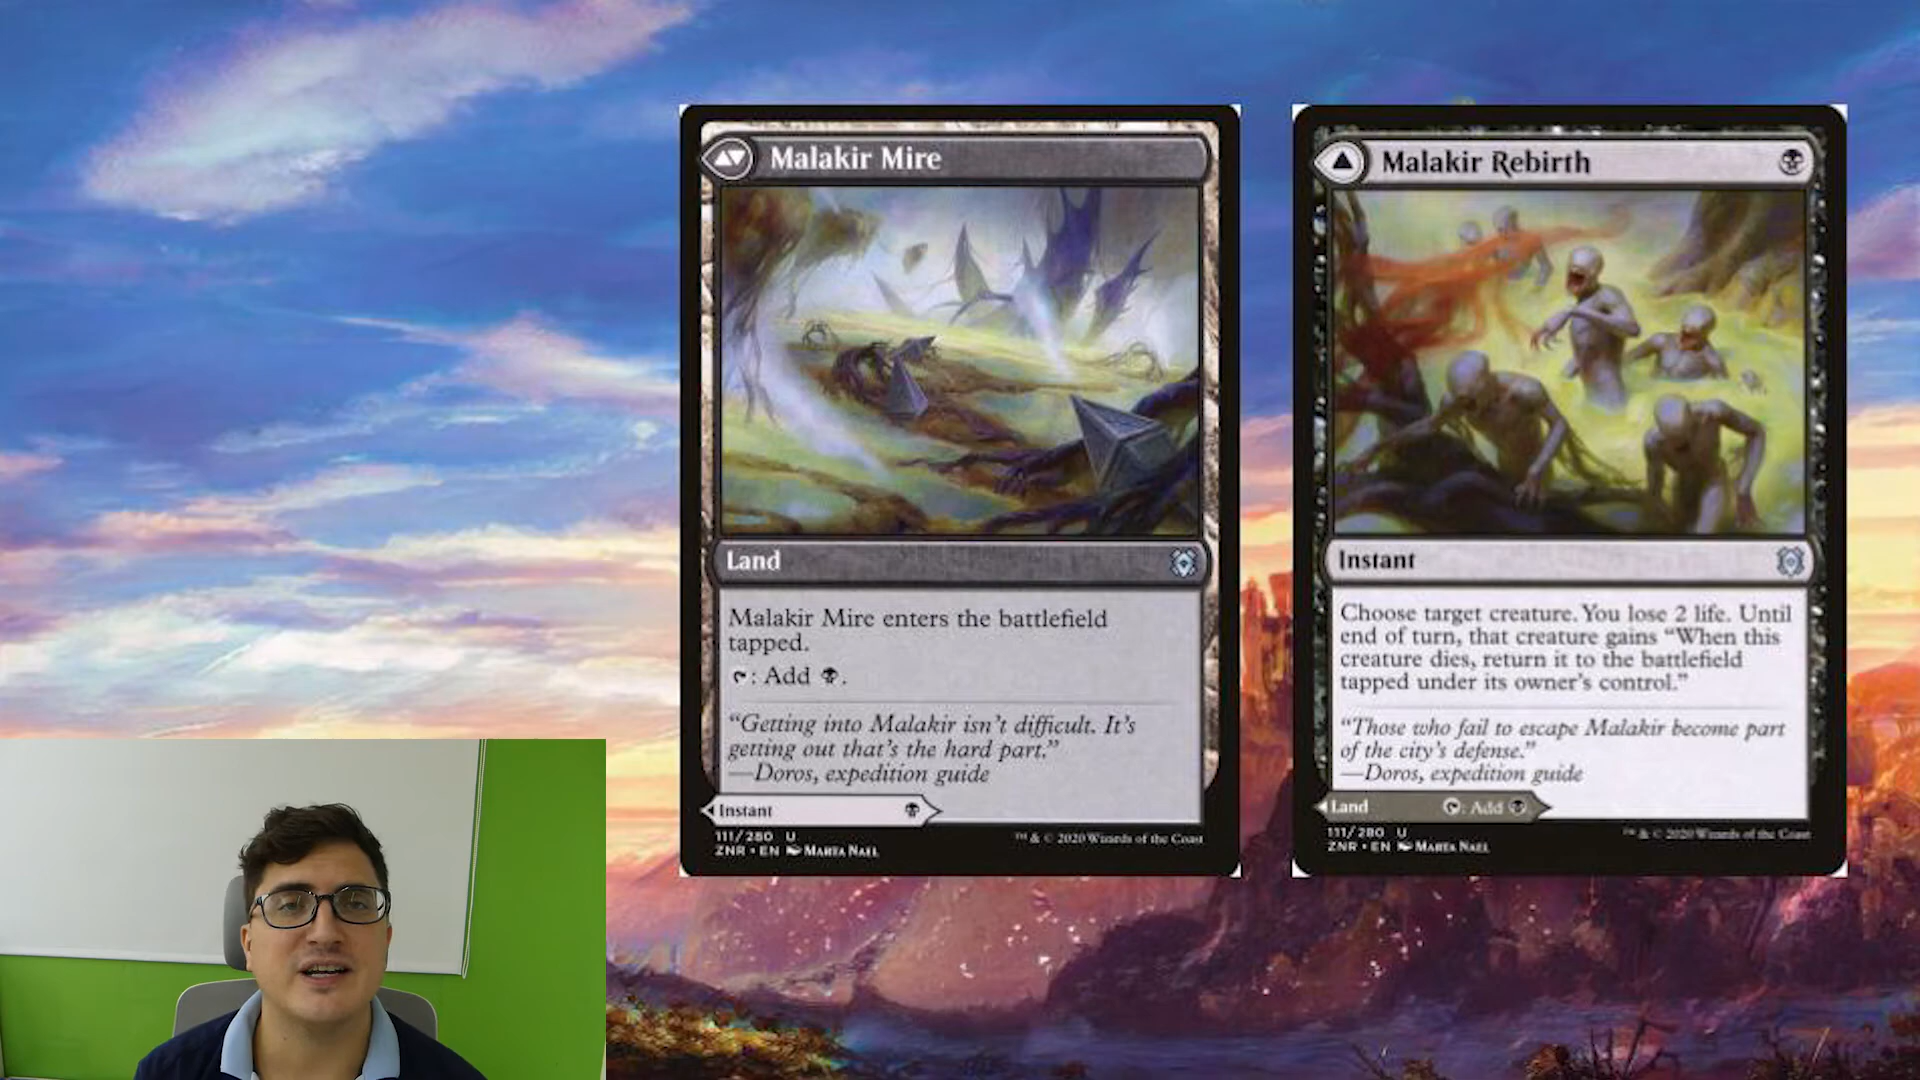 Malakir Mire
Land
Malakir Mire enters the battlefield
tapped.
: Add .
“Getting into Malakir isn’t difficult. It’s
getting out that’s the hard part.”
—Doros, expedition guide
Instant
111/280 U
ZNR • EN Marta Nael
™ & © 2020 Wizards of the Coast
Malakir Rebirth
Instant
Choose target creature. You lose 2 life. Until
end of turn, that creature gains “When this
creature dies, return it to the battlefield
tapped under its owner’s control.”
“Those who fail to escape Malakir become part
of the city’s defense.”
—Doros, expedition guide
Land : Add
111/280 U
ZNR • EN Marta Nael
™ & © 2020 Wizards of the Coast